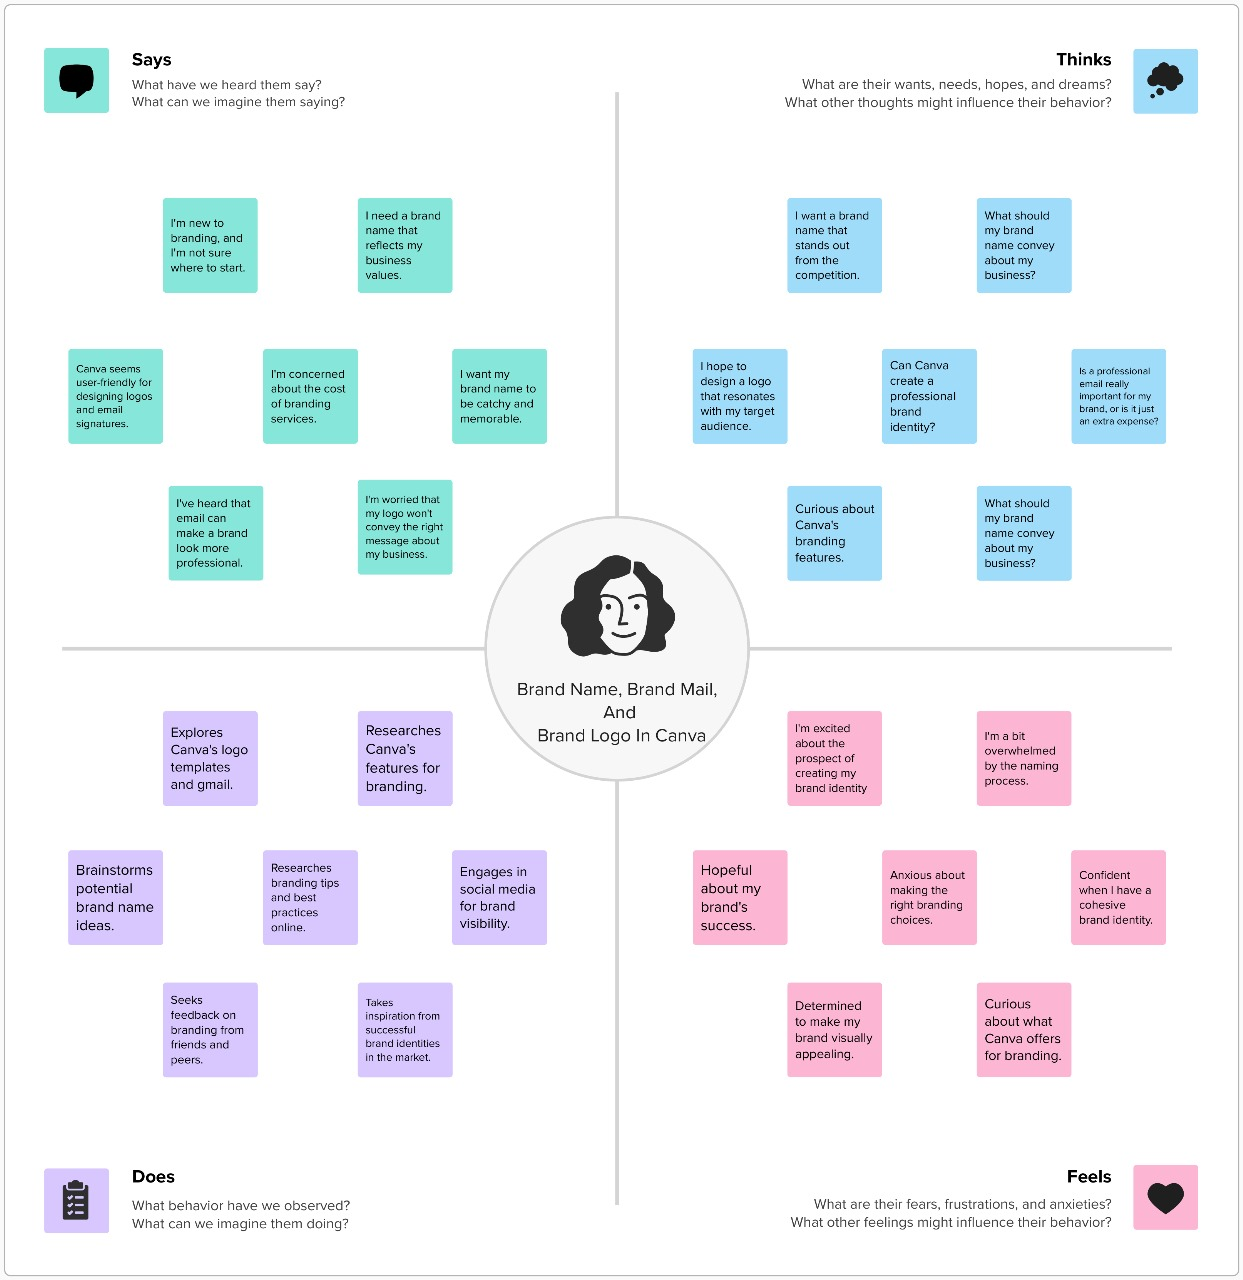 Says
What have we heard them say?
What can we imagine them saying?
Thinks
What are their wants, needs, hopes, and dreams?
What other thoughts might influence their behavior?
I'm new to
branding, and
I'm not sure
where to start.
I need a brand
name that
reflects my
business
values.
Canva seems
user-friendly for
designing logos
and email
signatures.
I'm concerned
about the cost
of branding
services.
I want my
brand name to
be catchy and
memorable.
I've heard that
email can
make a brand
look more
professional.
I'm worried that
my logo won't
convey the right
message about
my business.
I want a brand
name that
stands out
from the
competition.
What should
my brand
name convey
about my
business?
I hope to
design a logo
that resonates
with my target
audience.
Can Canva
create a
professional
brand
identity?
Is a professional
email really
important for my
brand, or is it just
an extra expense?
Curious about
Canva's
branding
features.
What should
my brand
name convey
about my
business?
Brand Name, Brand Mail,
And
Brand Logo In Canva
Explores
Canva's logo
templates
and gmail.
Researches
Canva's
features for
branding.
Brainstorms
potential
brand name
ideas.
Researches
branding tips
and best
practices
online.
Engages in
social media
for brand
visibility.
Seeks
feedback on
branding from
friends and
peers.
Takes
inspiration from
successful
brand identities
in the market.
I'm excited
about the
prospect of
creating my
brand identity
I'm a bit
overwhelmed
by the naming
process.
Hopeful
about my
brand's
success.
Anxious about
making the
right branding
choices.
Confident
when I have a
cohesive
brand identity.
Determined
to make my
brand visually
appealing.
Curious
about what
Canva offers
for branding.
Does
What behavior have we observed?
What can we imagine them doing?
Feels
What are their fears, frustrations, and anxieties?
What other feelings might influence their behavior?